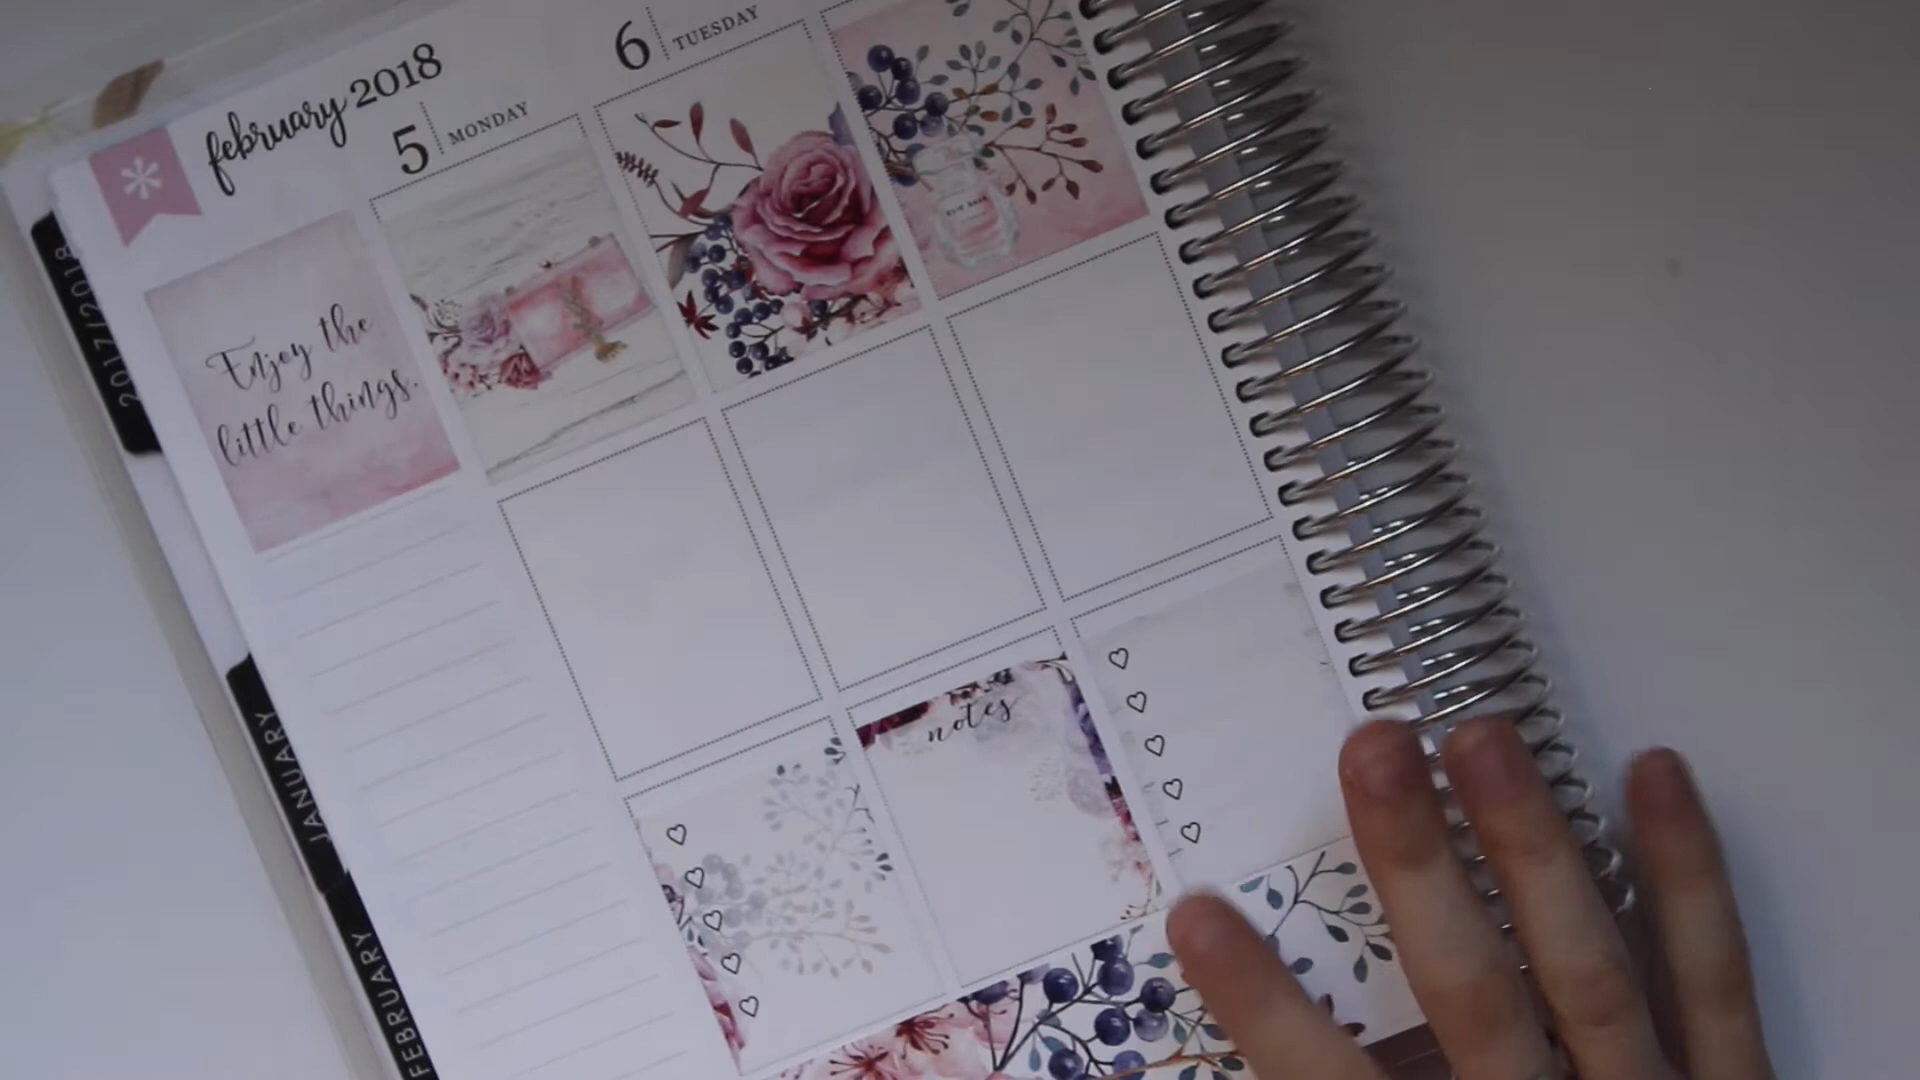 february 2018
5 MONDAY
6 TUESDAY
Enjoy the
little things.
notes
2017/2018
JANUARY
FEBRUARY